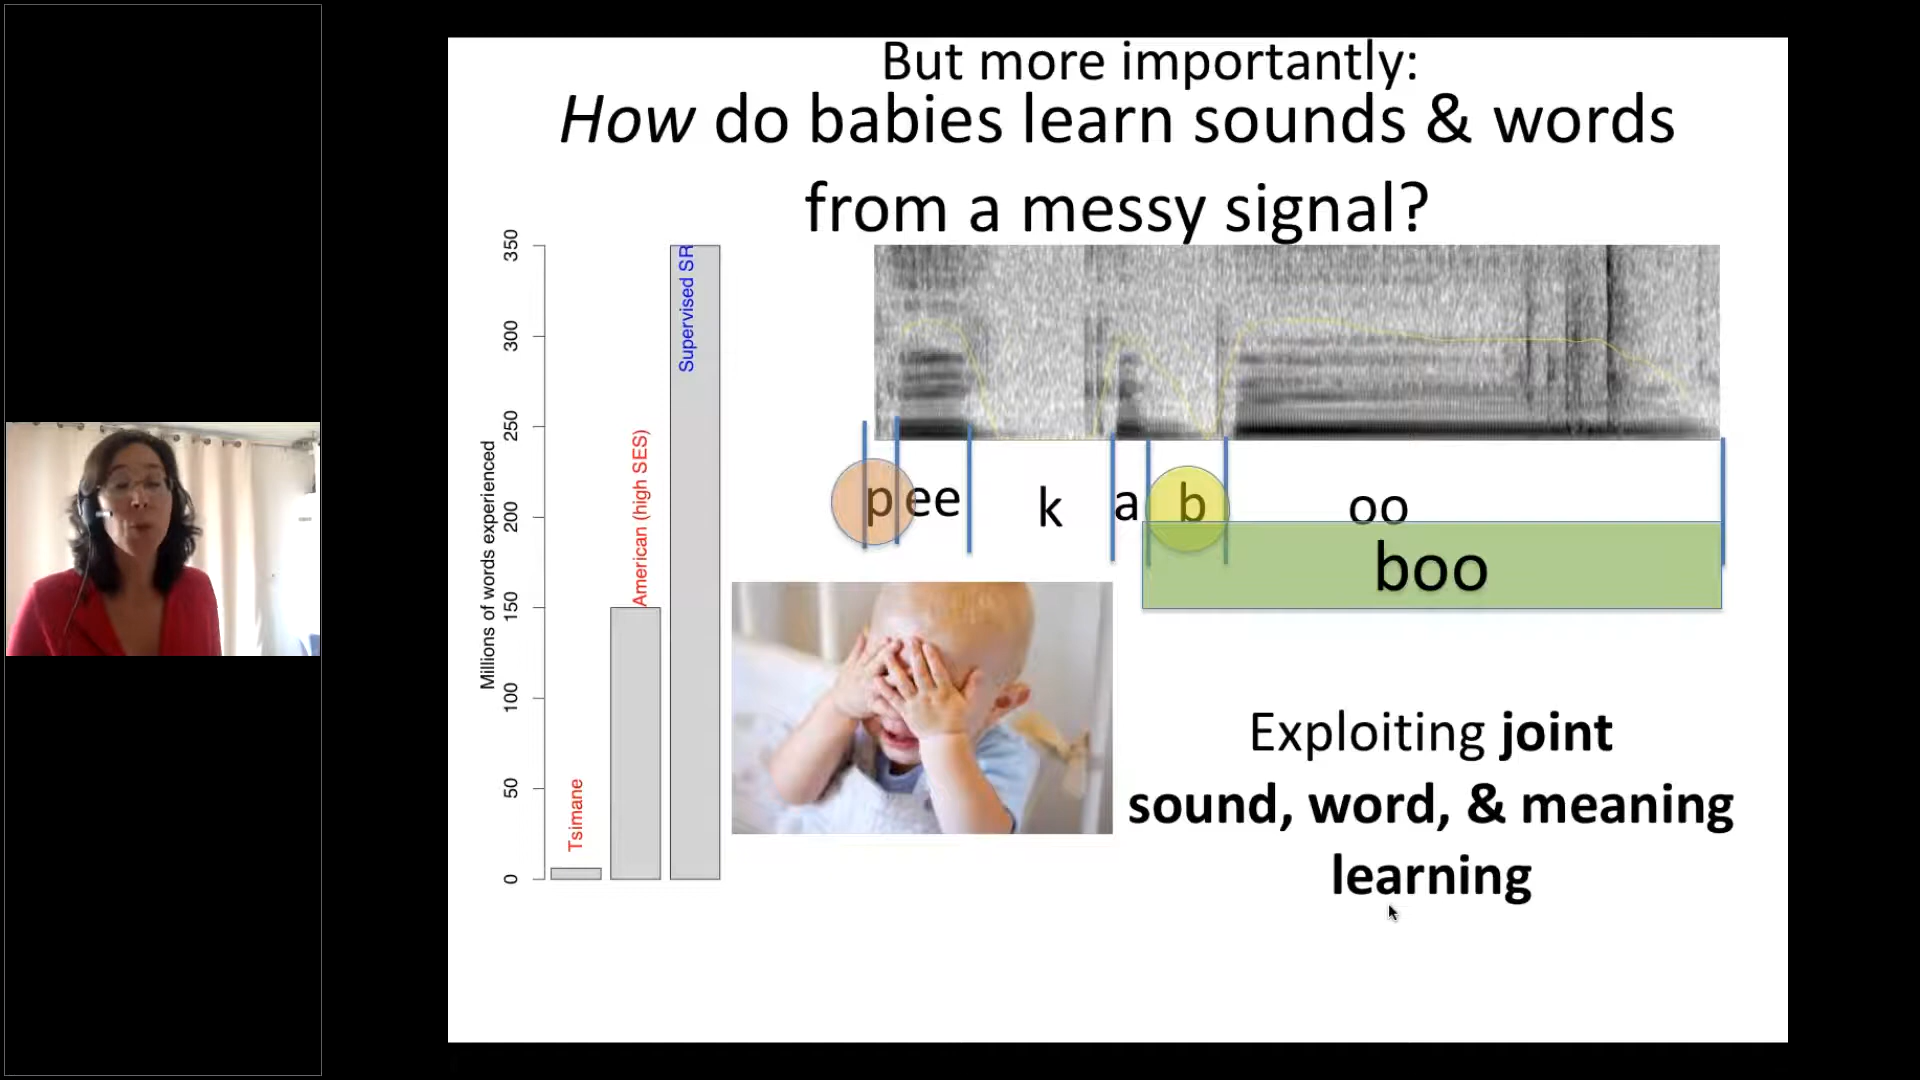 But more importantly:
How do babies learn sounds & words
from a messy signal?
Millions of words experienced
350
300
250
200
150
100
50
0
Tsimane
American (high SES)
Supervised SR
p ee k a b oo
boo
Exploiting joint
sound, word, & meaning
learning